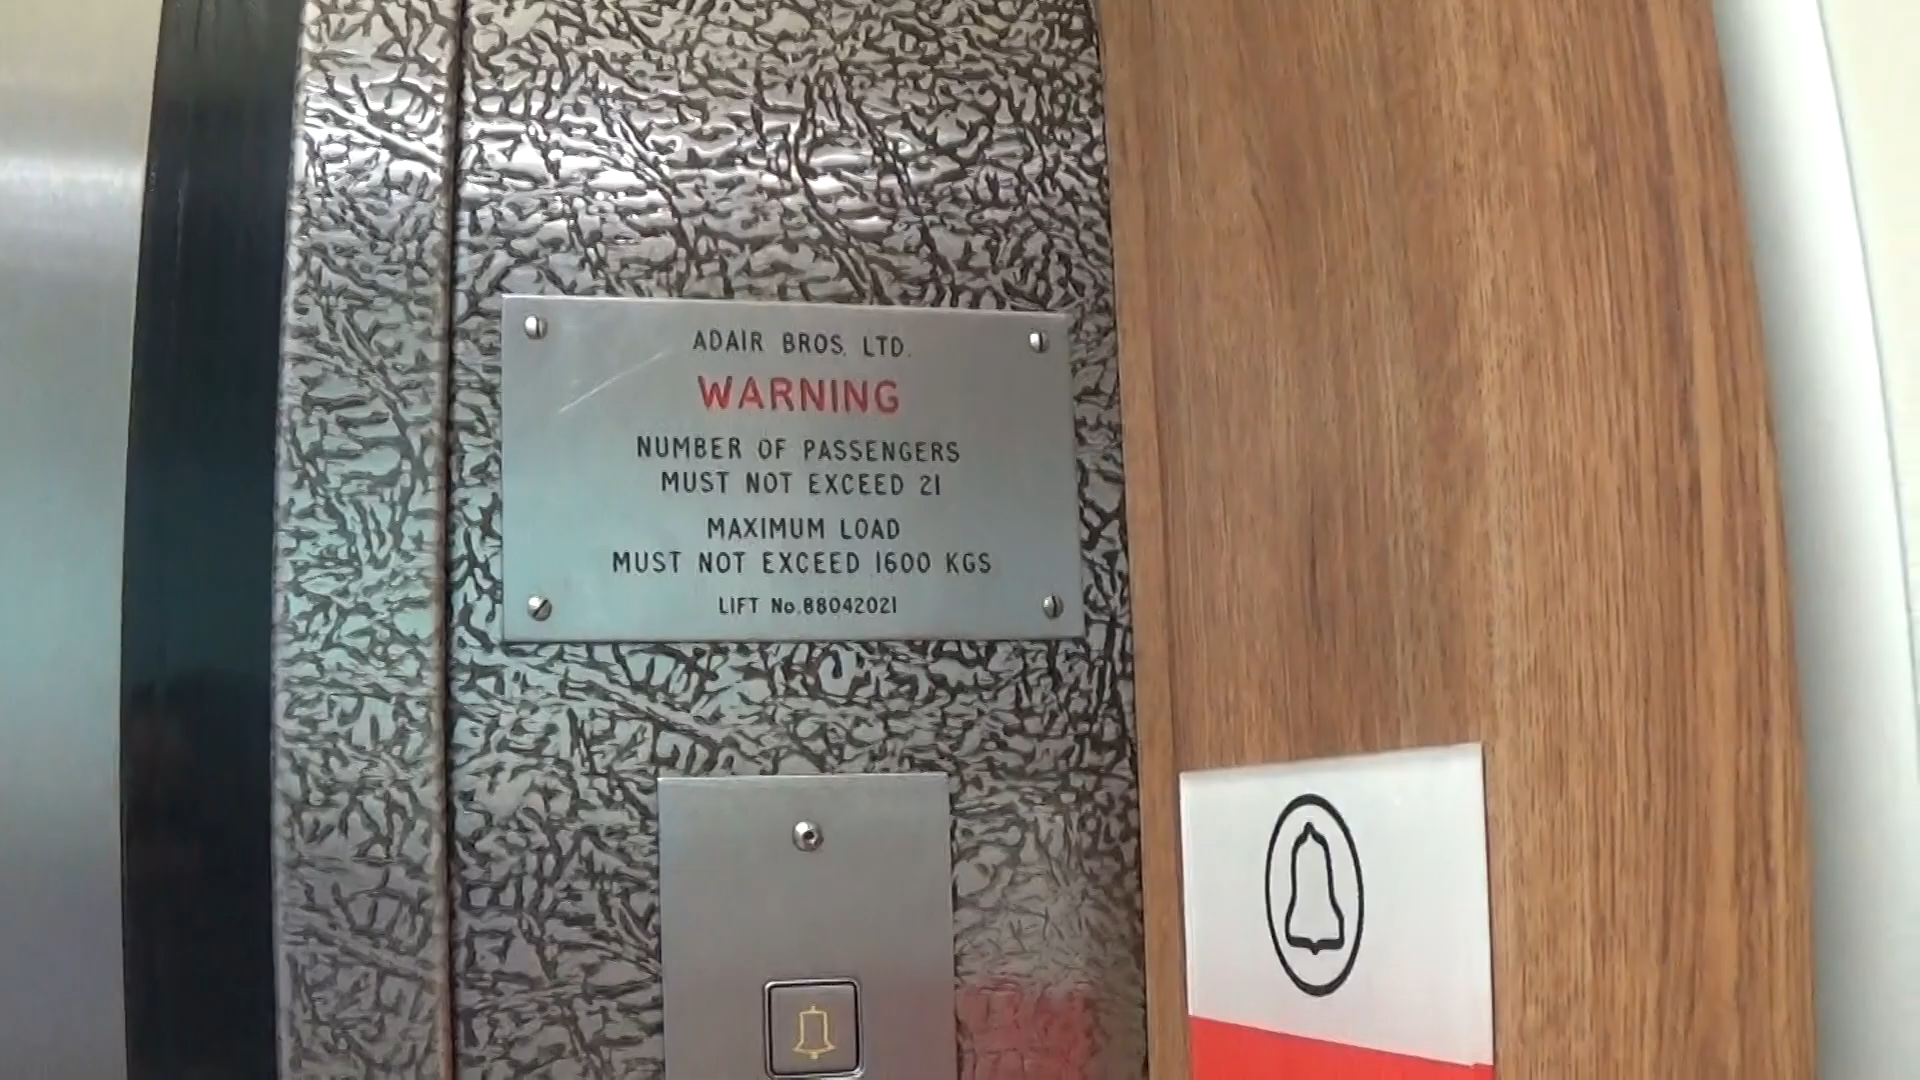 ADAIR BROS. LTD.
WARNING
NUMBER OF PASSENGERS
MUST NOT EXCEED 21
MAXIMUM LOAD
MUST NOT EXCEED 1600 KGS
LIFT No.88042021